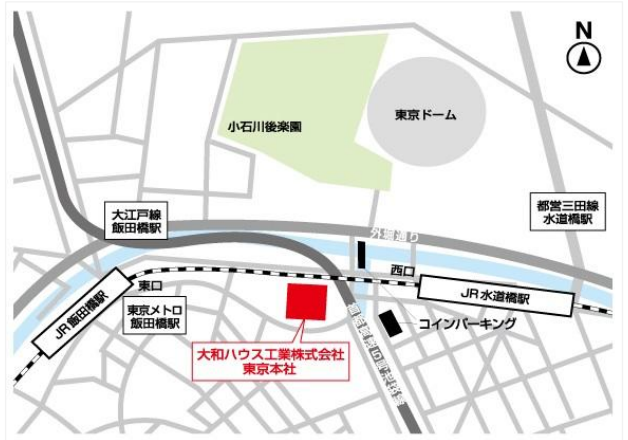 N
小石川後楽園
東京ドーム
大江戸線
飯田橋駅
都営三田線
水道橋駅
外堀通り
東口
西口
JR 飯田橋駅
JR 水道橋駅
東京メトロ
飯田橋駅
コインパーキング
大和ハウス工業株式会社
東京本社